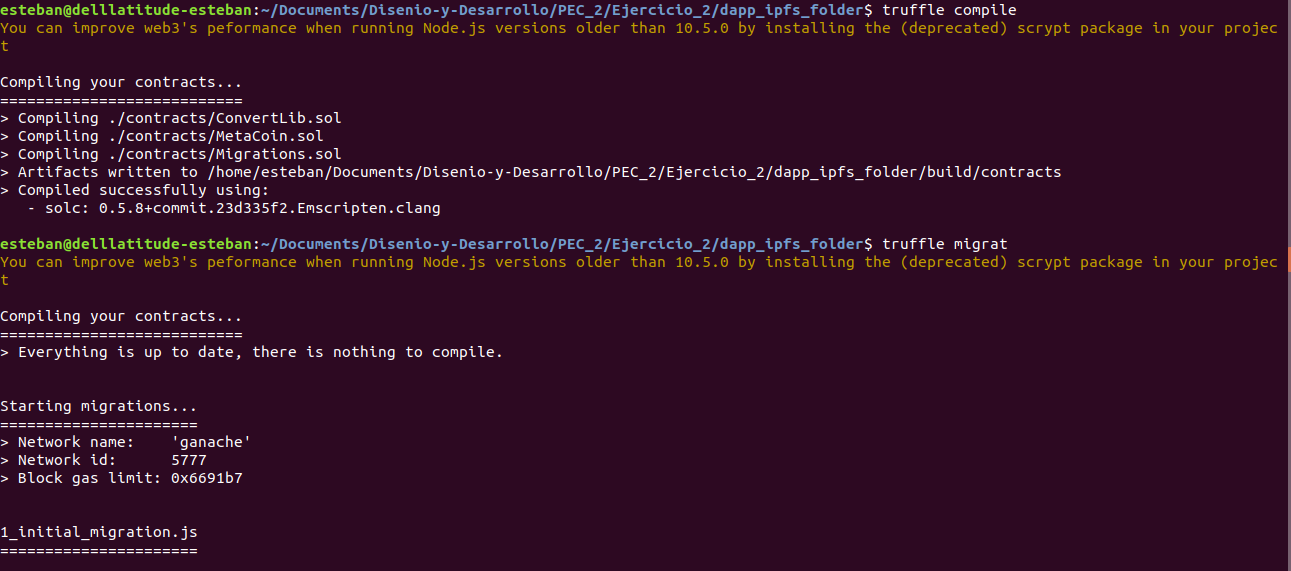 esteban@delllatitude-esteban:~/Documents/Disenio-y-Desarrollo/PEC_2/Ejercicio_2/dapp_ipfs_folder$ truffle compile
You can improve web3's peformance when running Node.js versions older than 10.5.0 by installing the (deprecated) scrypt package in your projec
t
Compiling your contracts...
===========================
> Compiling ./contracts/ConvertLib.sol
> Compiling ./contracts/MetaCoin.sol
> Compiling ./contracts/Migrations.sol
> Artifacts written to /home/esteban/Documents/Disenio-y-Desarrollo/PEC_2/Ejercicio_2/dapp_ipfs_folder/build/contracts
> Compiled successfully using:
   - solc: 0.5.8+commit.23d335f2.Emscripten.clang
esteban@delllatitude-esteban:~/Documents/Disenio-y-Desarrollo/PEC_2/Ejercicio_2/dapp_ipfs_folder$ truffle migrat
You can improve web3's peformance when running Node.js versions older than 10.5.0 by installing the (deprecated) scrypt package in your projec
t
Compiling your contracts...
===========================
> Everything is up to date, there is nothing to compile.
Starting migrations...
======================
> Network name:    'ganache'
> Network id:      5777
> Block gas limit: 0x6691b7
1_initial_migration.js
======================